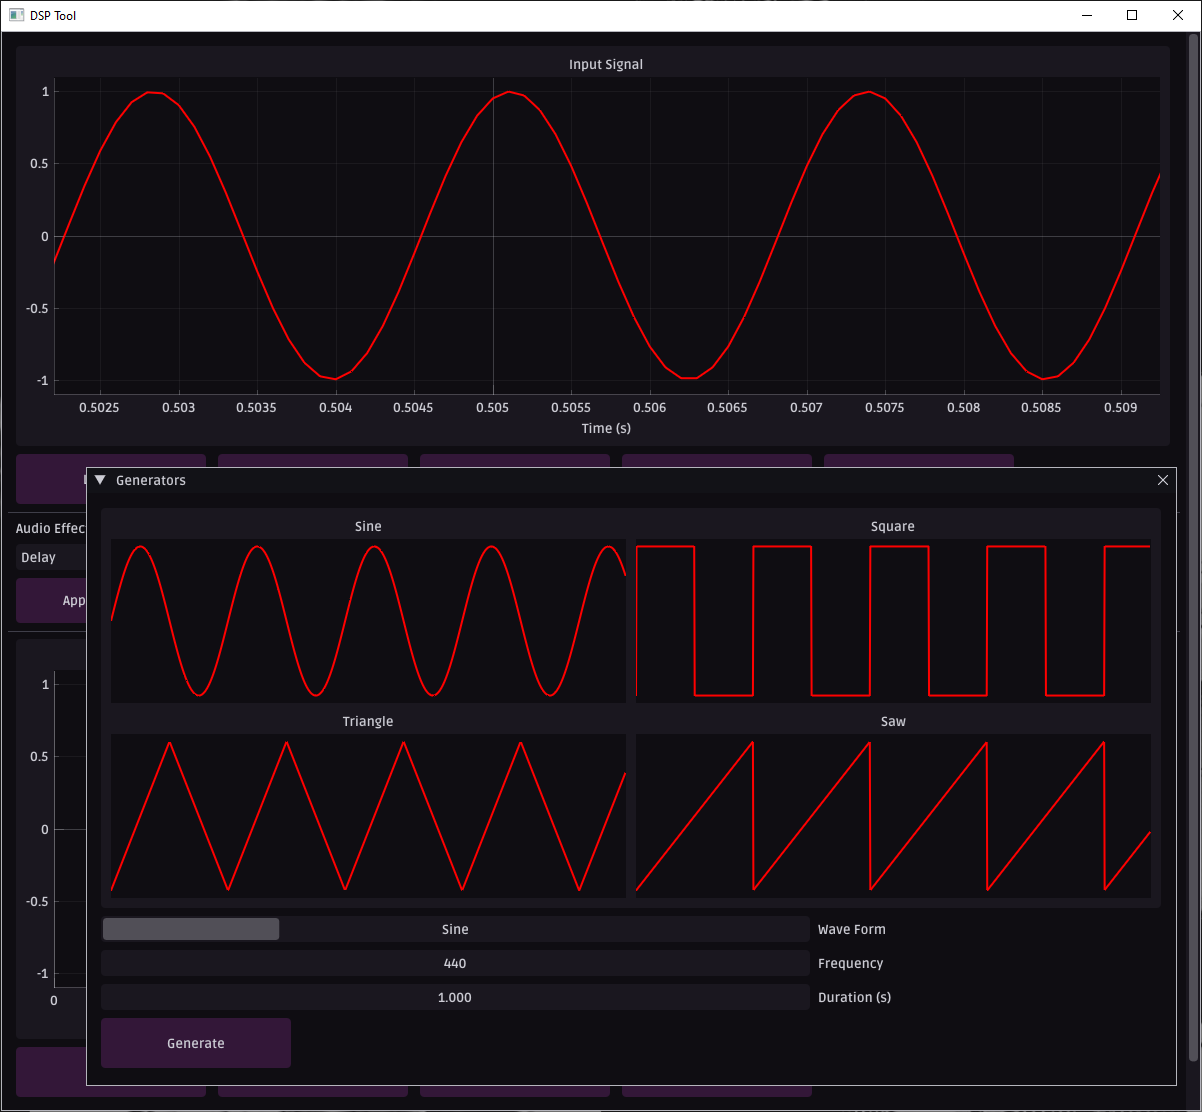 DSP Tool
Input Signal
1
0.5
0
-0.5
-1
0.5025 0.503 0.5035 0.504 0.5045 0.505 0.5055 0.506 0.5065 0.507 0.5075 0.508 0.5085 0.509
Time (s)
Generators
Audio Effec
Delay
App
Sine Square
Triangle Saw
1
0.5
0
-0.5
-1
0
Sine Wave Form
440 Frequency
1.000 Duration (s)
Generate